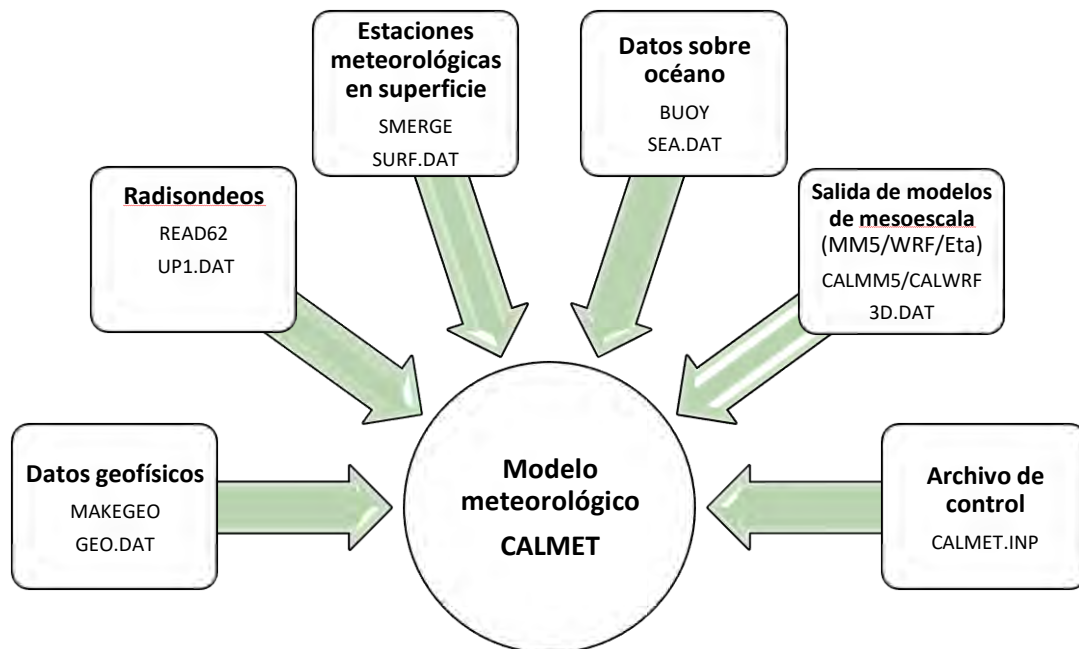 Estaciones
meteorológicas
en superficie
SMERGE
SURF.DAT
Datos sobre
océano
BUOY
SEA.DAT
Radisondeos
READ62
UP1.DAT
Salida de modelos
de mesoescala
(MM5/WRF/Eta)
CALMM5/CALWRF
3D.DAT
Datos geofísicos
MAKEGEO
GEO.DAT
Modelo
meteorológico
CALMET
Archivo de
control
CALMET.INP